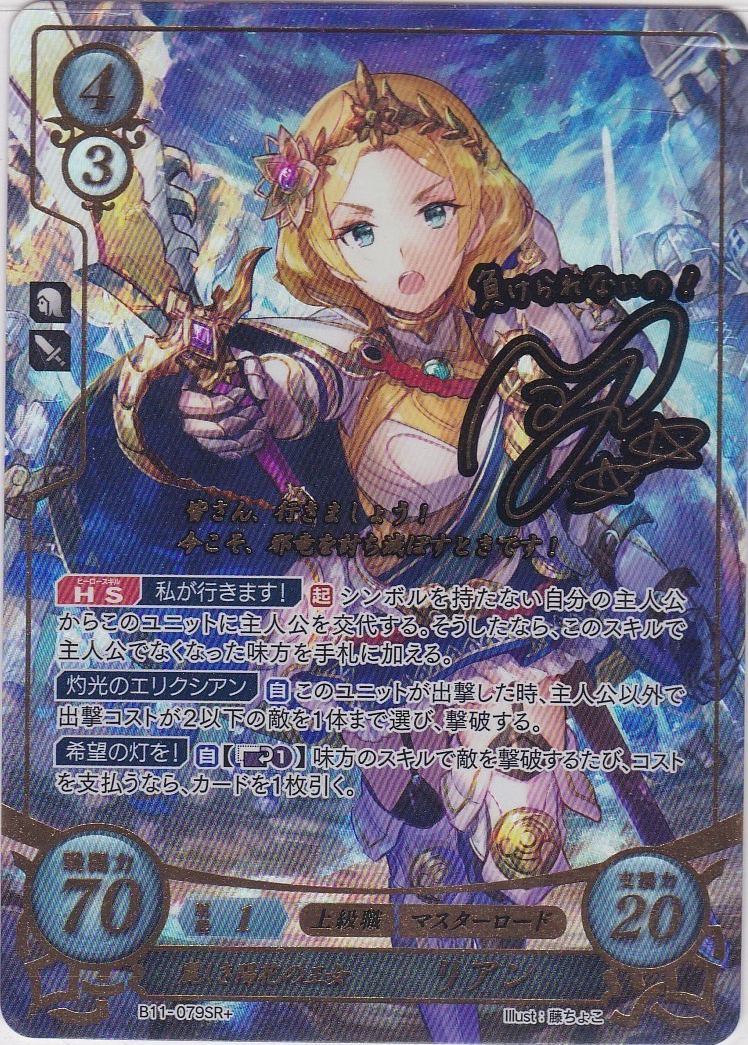 4
3
負けられないの!
皆さん、行きましょう!
今こそ、邪竜を討ち滅ぼすときです!
ヒーロースキル
HS 私が行きます! 起 シンボルを持たない自分の主人公
からこのユニットに主人公を交代する。そうしたなら、このスキルで
主人公でなくなった味方を手札に加える。
灼光のエリクシアン 自 このユニットが出撃した時、主人公以外で
出撃コストが2以下の敵を1体まで選び、撃破する。
希望の灯を! 自【1】味方のスキルで敵を撃破するたび、コスト
を支払うなら、カードを1枚引く。
戦闘力
70
射程 1 上級職 マスターロード
支援力
20
の王女 リアン
B11-079SR+ Illust:藤ちょこ